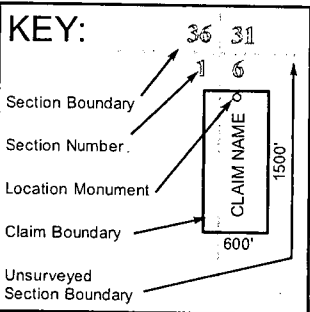 KEY:
36 31
1 6
Section Boundary
Section Number
Location Monument
Claim Boundary
Unsurveyed
Section Boundary
CLAIM NAME
1500'
600'